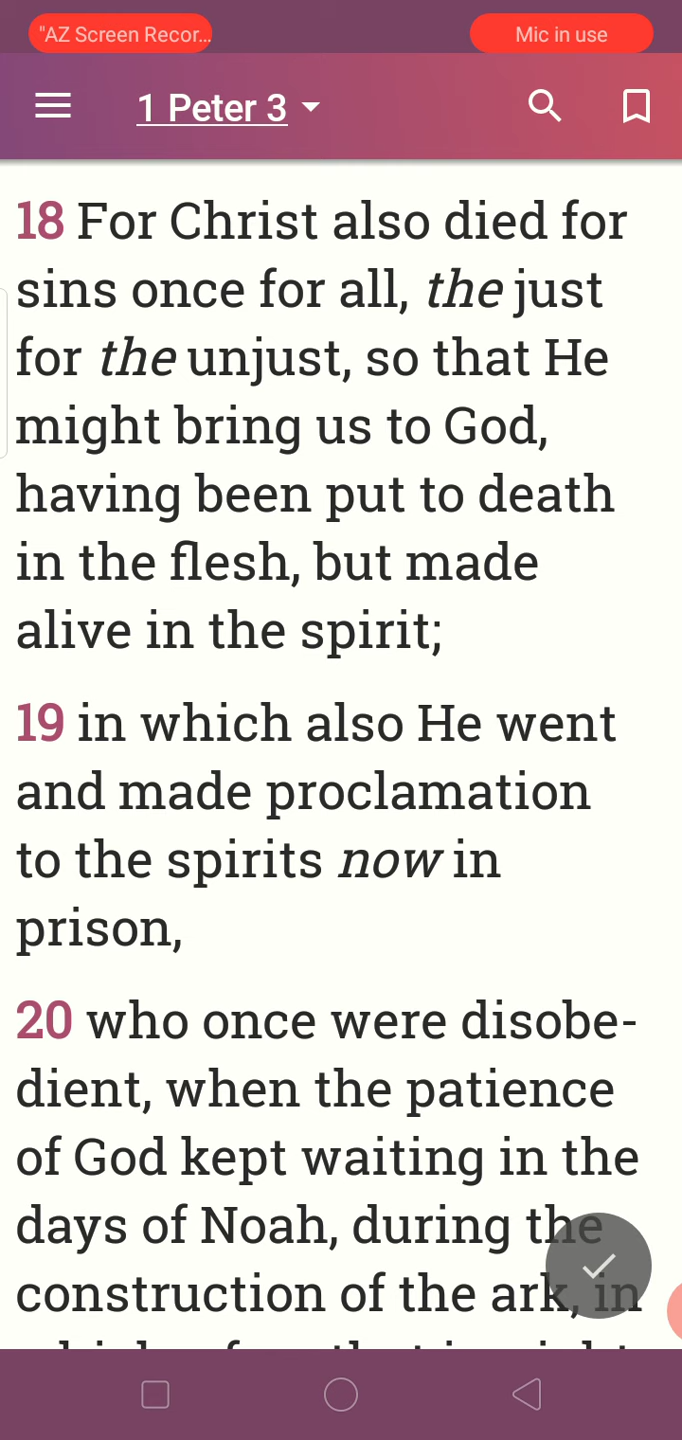 "AZ Screen Recor...
Mic in use
1 Peter 3
18 For Christ also died for
sins once for all, the just
for the unjust, so that He
might bring us to God,
having been put to death
in the flesh, but made
alive in the spirit;
19 in which also He went
and made proclamation
to the spirits now in
prison,
20 who once were disobe-
dient, when the patience
of God kept waiting in the
days of Noah, during the
construction of the ark, in